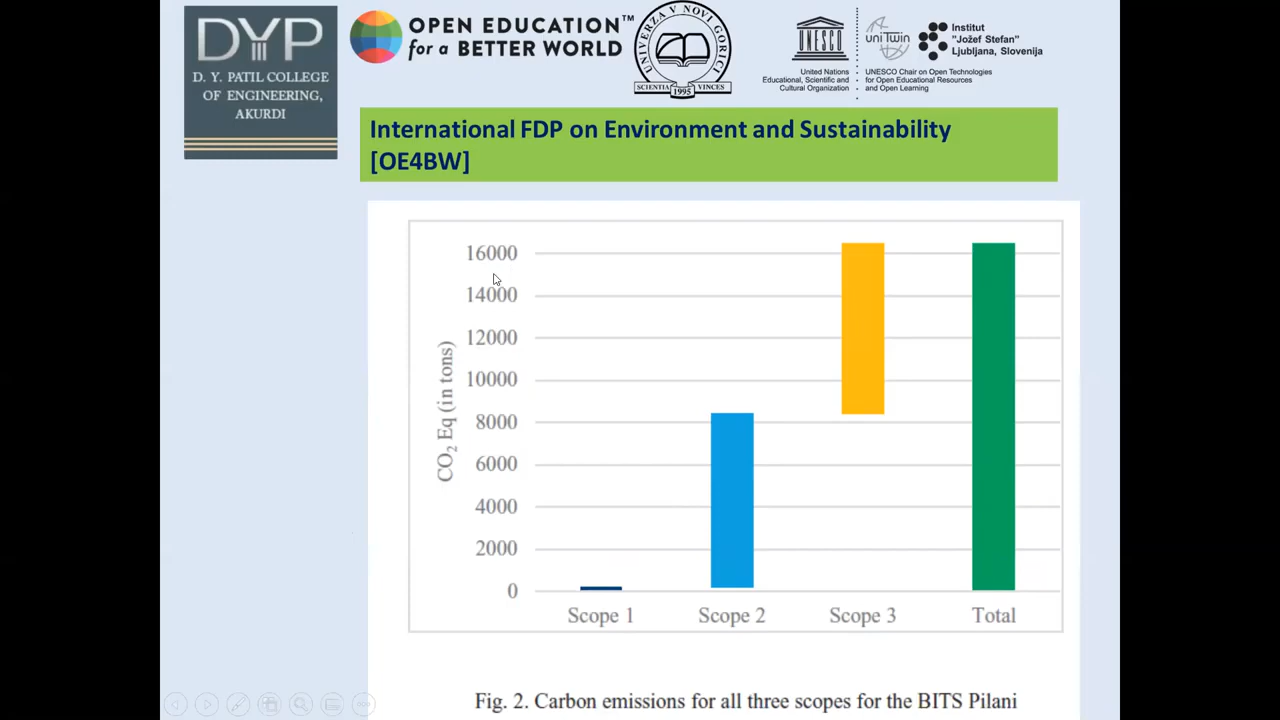 DYP
D. Y. PATIL COLLEGE
OF ENGINEERING,
AKURDI
OPEN EDUCATION™
for a BETTER WORLD
UNIVERZA V NOVI GORICI
SCIENTIA VINCES
1995
UNESCO
United Nations
Educational, Scientific and
Cultural Organization
uniTwin
Institut
"Jožef Stefan"
Ljubljana, Slovenija
UNESCO Chair on Open Technologies
for Open Educational Resources
and Open Learning
International FDP on Environment and Sustainability
[OE4BW]
CO2 Eq (in tons)
16000
14000
12000
10000
8000
6000
4000
2000
0
Scope 1 Scope 2 Scope 3 Total
Fig. 2. Carbon emissions for all three scopes for the BITS Pilani